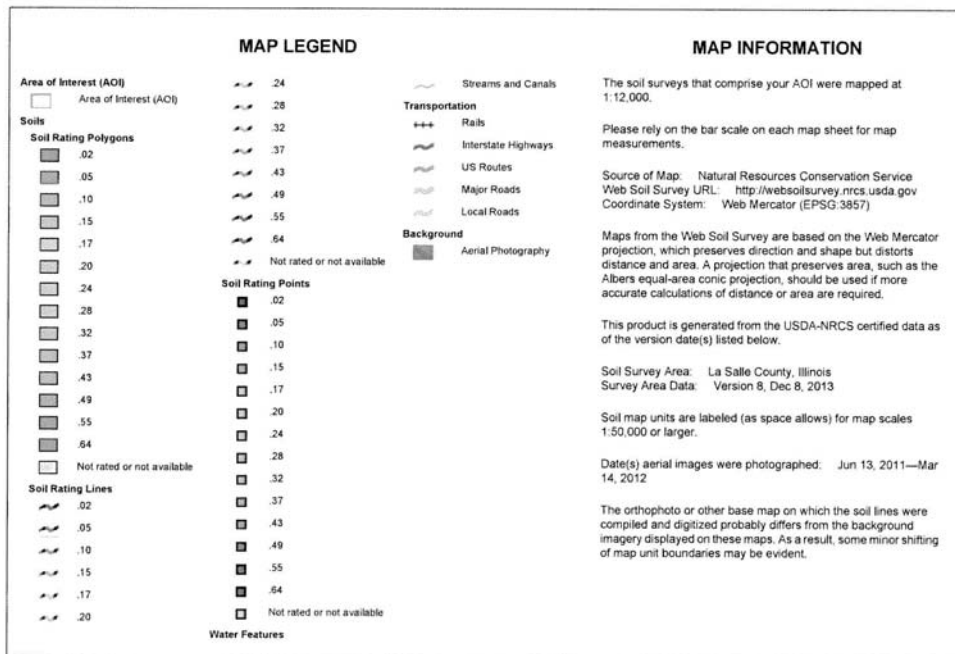 MAP LEGEND
Area of Interest (AOI)
Area of Interest (AOI)
Soils
Soil Rating Polygons
.02
.05
.10
.15
.17
.20
.24
.28
.32
.37
.43
.49
.55
.64
Not rated or not available
Soil Rating Lines
.02
.05
.10
.15
.17
.20
.24
.28
.32
.37
.43
.49
.55
.64
Not rated or not available
Soil Rating Points
.02
.05
.10
.15
.17
.20
.24
.28
.32
.37
.43
.49
.55
.64
Not rated or not available
Water Features
Streams and Canals
Transportation
Rails
Interstate Highways
US Routes
Major Roads
Local Roads
Background
Aerial Photography
MAP INFORMATION
The soil surveys that comprise your AOI were mapped at
1:12,000.
Please rely on the bar scale on each map sheet for map
measurements.
Source of Map: Natural Resources Conservation Service
Web Soil Survey URL: http://websoilsurvey.nrcs.usda.gov
Coordinate System: Web Mercator (EPSG:3857)
Maps from the Web Soil Survey are based on the Web Mercator
projection, which preserves direction and shape but distorts
distance and area. A projection that preserves area, such as the
Albers equal-area conic projection, should be used if more
accurate calculations of distance or area are required.
This product is generated from the USDA-NRCS certified data as
of the version date(s) listed below.
Soil Survey Area: La Salle County, Illinois
Survey Area Data: Version 8, Dec 8, 2013
Soil map units are labeled (as space allows) for map scales
1:50,000 or larger.
Date(s) aerial images were photographed: Jun 13, 2011—Mar
14, 2012
The orthophoto or other base map on which the soil lines were
compiled and digitized probably differs from the background
imagery displayed on these maps. As a result, some minor shifting
of map unit boundaries may be evident.